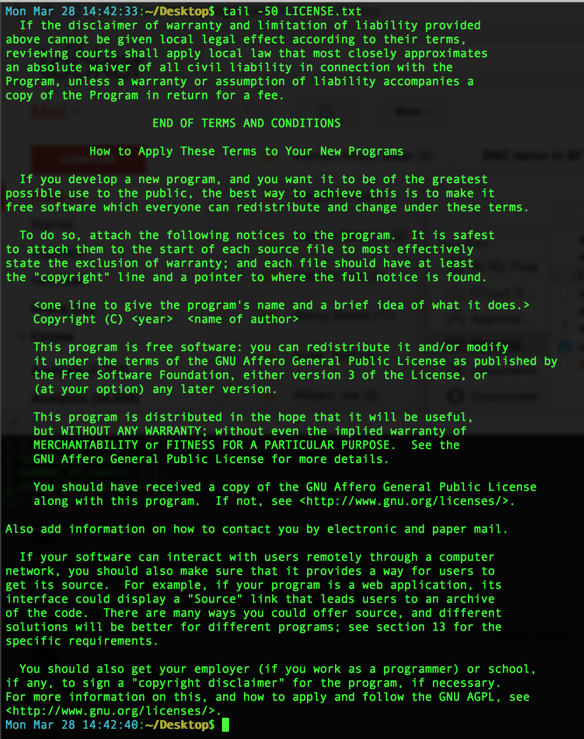 Mon Mar 28 14:42:33:~/Desktop$ tail -50 LICENSE.txt
  If the disclaimer of warranty and limitation of liability provided
above cannot be given local legal effect according to their terms,
reviewing courts shall apply local law that most closely approximates
an absolute waiver of all civil liability in connection with the
Program, unless a warranty or assumption of liability accompanies a
copy of the Program in return for a fee.

                     END OF TERMS AND CONDITIONS

            How to Apply These Terms to Your New Programs

  If you develop a new program, and you want it to be of the greatest
possible use to the public, the best way to achieve this is to make it
free software which everyone can redistribute and change under these terms.

  To do so, attach the following notices to the program.  It is safest
to attach them to the start of each source file to most effectively
state the exclusion of warranty; and each file should have at least
the "copyright" line and a pointer to where the full notice is found.

    <one line to give the program's name and a brief idea of what it does.>
    Copyright (C) <year>  <name of author>

    This program is free software: you can redistribute it and/or modify
    it under the terms of the GNU Affero General Public License as published by
    the Free Software Foundation, either version 3 of the License, or
    (at your option) any later version.

    This program is distributed in the hope that it will be useful,
    but WITHOUT ANY WARRANTY; without even the implied warranty of
    MERCHANTABILITY or FITNESS FOR A PARTICULAR PURPOSE.  See the
    GNU Affero General Public License for more details.

    You should have received a copy of the GNU Affero General Public License
    along with this program.  If not, see <http://www.gnu.org/licenses/>.

Also add information on how to contact you by electronic and paper mail.

  If your software can interact with users remotely through a computer
network, you should also make sure that it provides a way for users to
get its source.  For example, if your program is a web application, its
interface could display a "Source" link that leads users to an archive
of the code.  There are many ways you could offer source, and different
solutions will be better for different programs; see section 13 for the
specific requirements.

  You should also get your employer (if you work as a programmer) or school,
if any, to sign a "copyright disclaimer" for the program, if necessary.
For more information on this, and how to apply and follow the GNU AGPL, see
<http://www.gnu.org/licenses/>.
Mon Mar 28 14:42:40:~/Desktop$